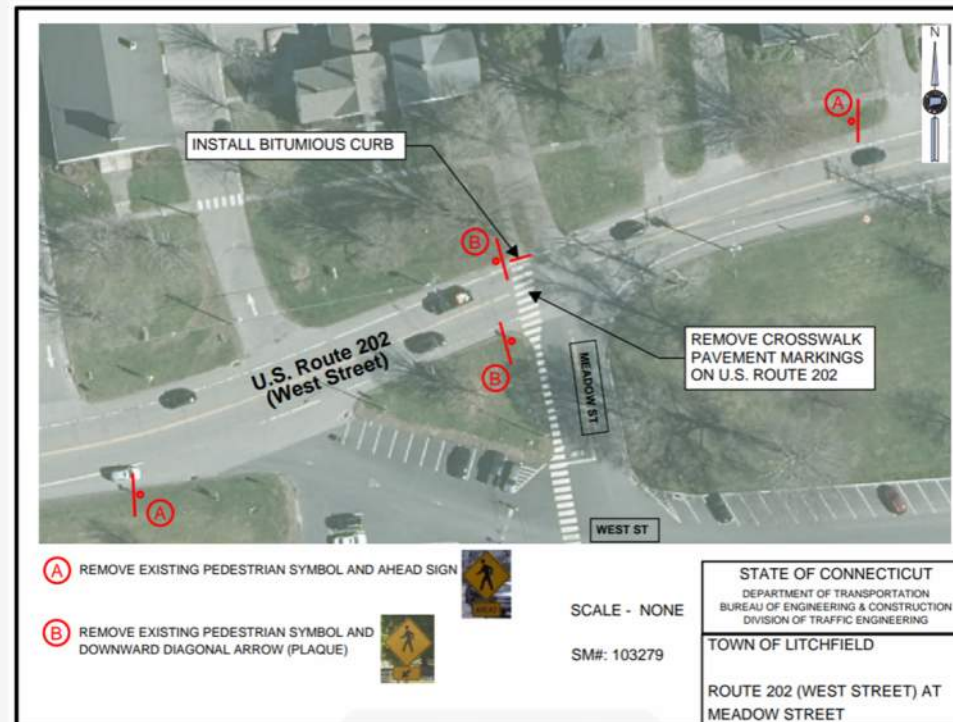 N
A
INSTALL BITUMIOUS CURB
B
REMOVE CROSSWALK
PAVEMENT MARKINGS
ON U.S. ROUTE 202
U.S. Route 202
(West Street)
B
MEADOW ST
A
WEST ST
A REMOVE EXISTING PEDESTRIAN SYMBOL AND AHEAD SIGN
AHEAD
B REMOVE EXISTING PEDESTRIAN SYMBOL AND
DOWNWARD DIAGONAL ARROW (PLAQUE)
SCALE - NONE
SM#: 103279
STATE OF CONNECTICUT
DEPARTMENT OF TRANSPORTATION
BUREAU OF ENGINEERING & CONSTRUCTION
DIVISION OF TRAFFIC ENGINEERING
TOWN OF LITCHFIELD
ROUTE 202 (WEST STREET) AT
MEADOW STREET